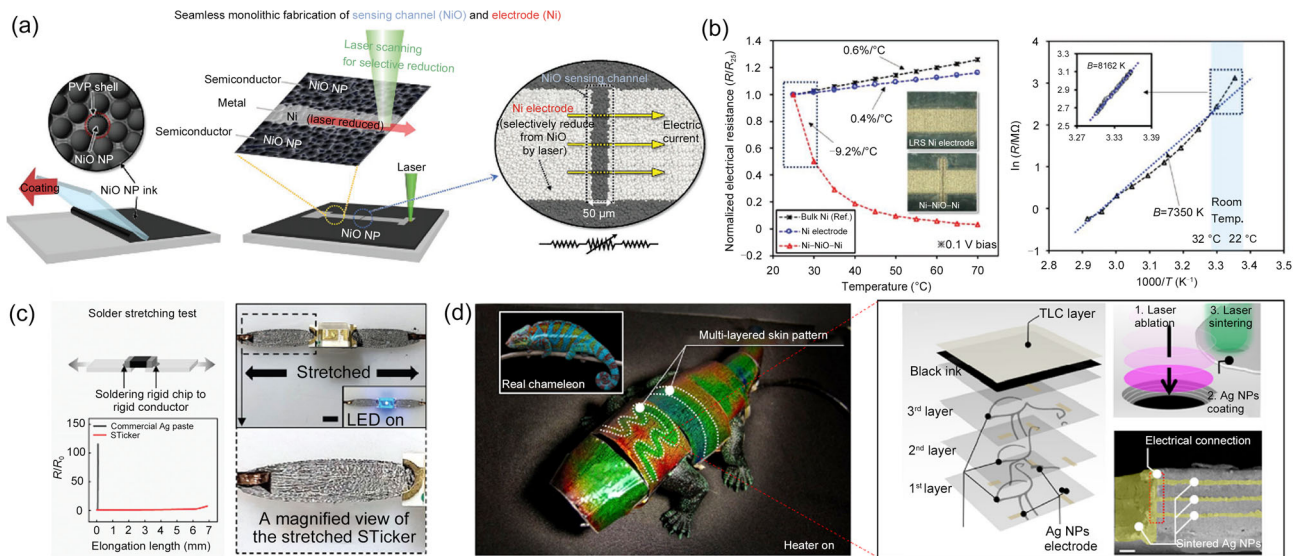 Seamless monolithic fabrication of sensing channel (NiO) and electrode (Ni)
(a)
Laser scanning
for selective reduction
Semiconductor
NiO NP
Metal
Ni (laser reduced)
Semiconductor
NiO NP
PVP shell
NiO NP
NiO NP ink
Coating
Laser
NiO NP
NiO sensing channel
Ni electrode
(selectively reduce
from NiO
by laser)
Electric
current
50 μm
(b)
Normalized electrical resistance (R/R25)
1.4
1.2
1.0
0.8
0.6
0.4
0.2
0.0
−0.2
20
30
40
50
60
70
Temperature (°C)
0.6%/°C
0.4%/°C
−9.2%/°C
LRS Ni electrode
Ni−NiO−Ni
Bulk Ni (Ref.)
Ni electrode
Ni−NiO−Ni
※0.1 V bias
ln (R/MΩ)
4
3
2
1
0
−1
2.8
2.9
3.0
3.1
3.2
3.3
3.4
3.5
1000/T (K⁻¹)
3.7
3.5
3.3
3.1
2.9
2.7
3.27
3.33
3.39
B=8162 K
B=7350 K
Room
Temp.
32 °C 22 °C
(c)
Solder stretching test
Soldering rigid chip to
rigid conductor
R/R0
150
100
50
0
0
1
2
3
4
5
6
7
Elongation length (mm)
Commercial Ag paste
STicker
Stretched
LED on
A magnified view of
the stretched STicker
(d)
Real chameleon
Multi-layered skin pattern
Heater on
TLC layer
Black ink
3rd layer
2nd layer
1st layer
Ag NPs
electrode
1. Laser
ablation
3. Laser
sintering
2. Ag NPs
coating
Electrical connection
Sintered Ag NPs